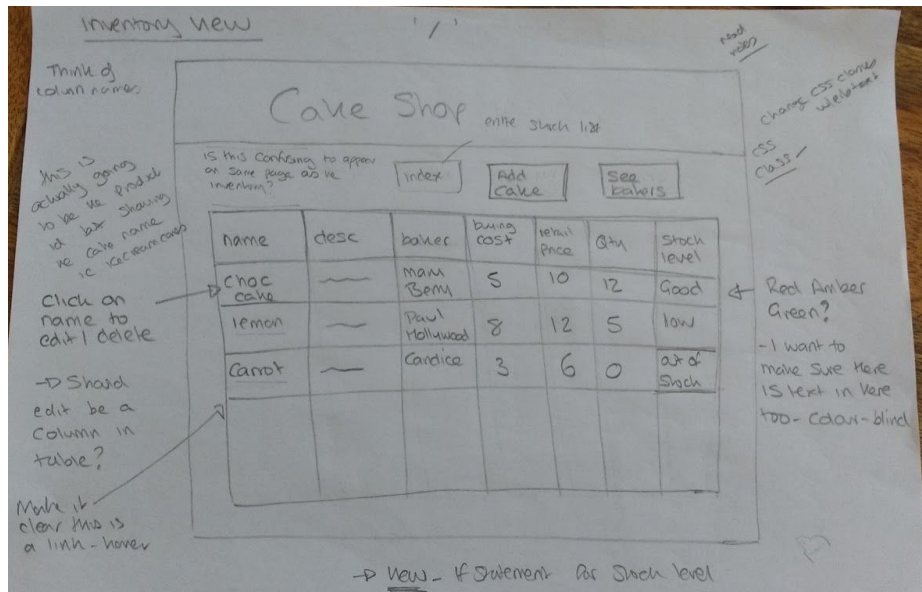 Inventory view
'/'
read
notes
Think of
column names
change CSS classes
CSS
class
Cake Shop
entire stock list
this is
actually going
to be the product
id but showing
the cake name
ie icecreamcones
is this confusing to appear
on same page as the
inventory?
index
Add
cake
See
bakers
name
desc
baker
buying
cost
retail
price
Qty
Stock
level
choc
cake
Mary
Berry
5
10
12
Good
lemon
Paul
Hollywood
8
12
5
low
Carrot
Candice
3
6
0
out of
Stock
Click on
name to
edit / delete
→ Should
edit be a
column in
table?
Make it
clear this is
a link - hover
Red Amber
Green?
- I want to
make sure there
is text in here
too - colour-blind
→ View - if statement for stock level